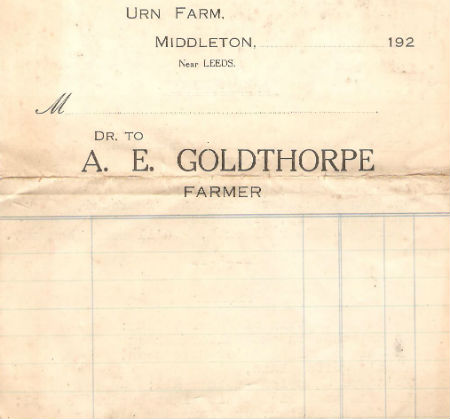 URN FARM.
MIDDLETON, 192
Near LEEDS.
M
DR. TO
A. E. GOLDTHORPE
FARMER